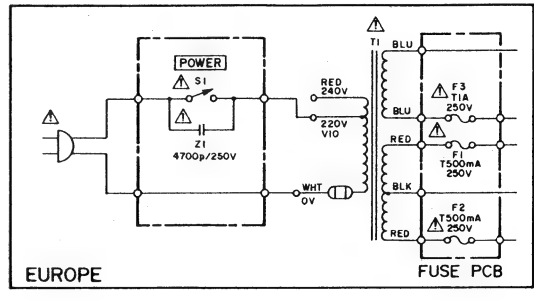 POWER
S1
Z1
4700p/250V
RED
240V
220V
VIO
WHT
0V
T1
BLU
BLU
RED
BLK
RED
F3
T1A
250V
F1
T500mA
250V
F2
T500mA
250V
EUROPE
FUSE PCB